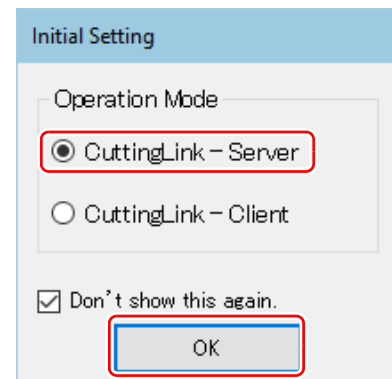 Initial Setting
Operation Mode
CuttingLink - Server
CuttingLink - Client
Don't show this again.
OK